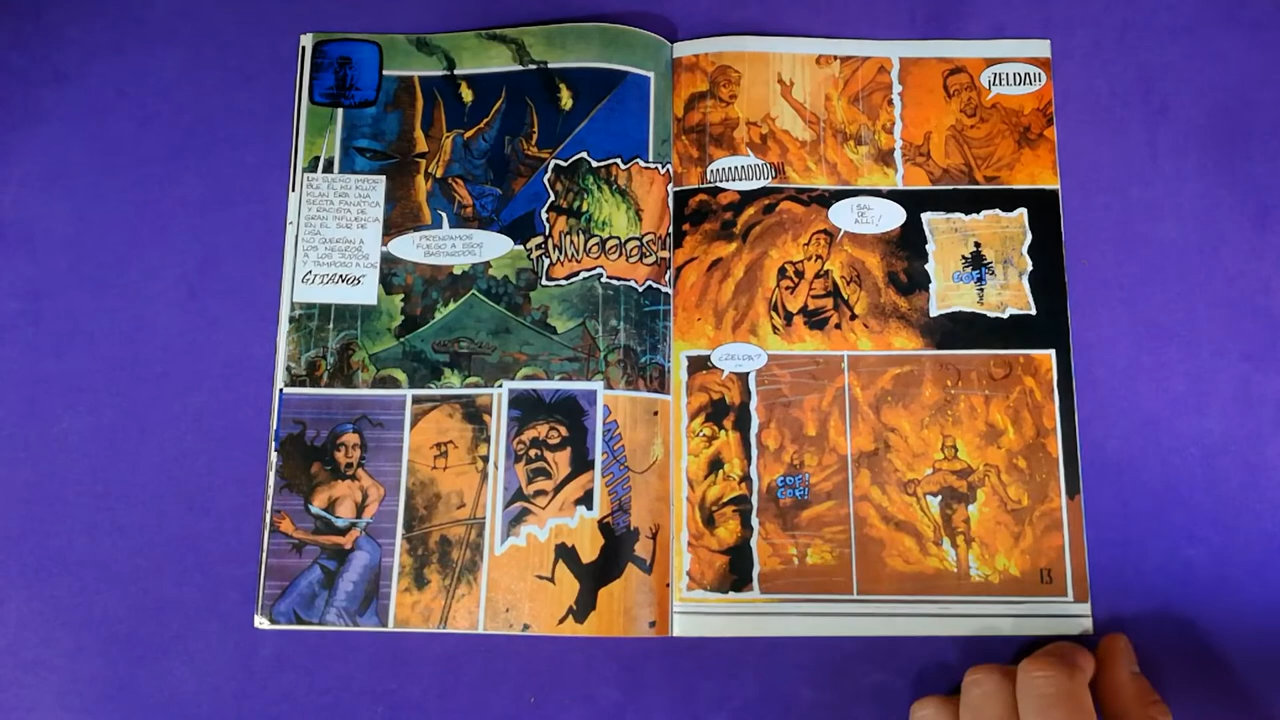 UN SUEÑO IMPOSI-
BLE. EL KU KLUX
KLAN ERA UNA
SECTA FANÁTICA
Y RACISTA DE
GRAN INFLUENCIA
EN EL SUR DE
USA.
NO QUERÍAN A
LOS NEGROS,
A LOS JUDÍOS
Y TAMPOCO A LOS
GITANOS.
¡PRENDAMOS
FUEGO A ESOS
BASTARDOS!
FWWOOOSH
¡ZELDA!!
¡SAL
DE
ALLÍ!
COF!
¿ZELDA?
...
COF!
COF!
13